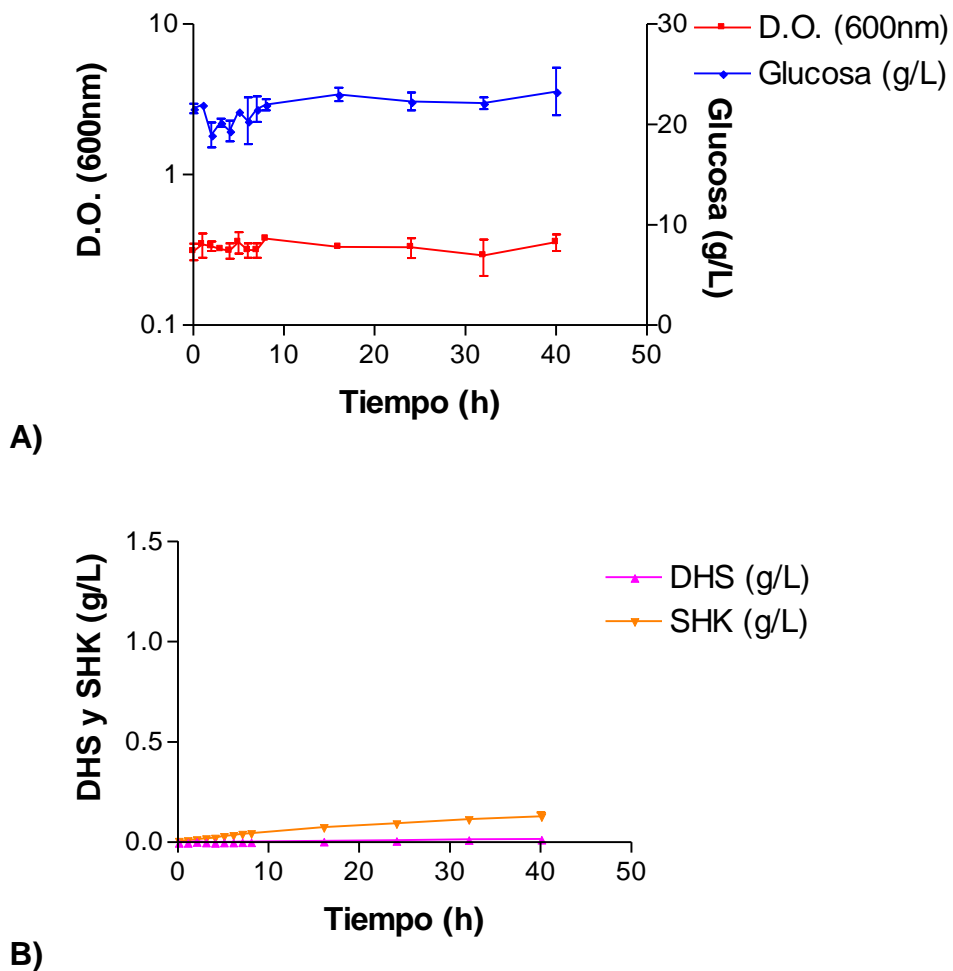 D.O. (600nm)
Glucosa (g/L)
10
1
0.1
D.O. (600nm)
30
20
10
0
Glucosa (g/L)
0 10 20 30 40 50
Tiempo (h)
A)
DHS (g/L)
SHK (g/L)
1.5
1.0
0.5
0.0
DHS y SHK (g/L)
0 10 20 30 40 50
Tiempo (h)
B)